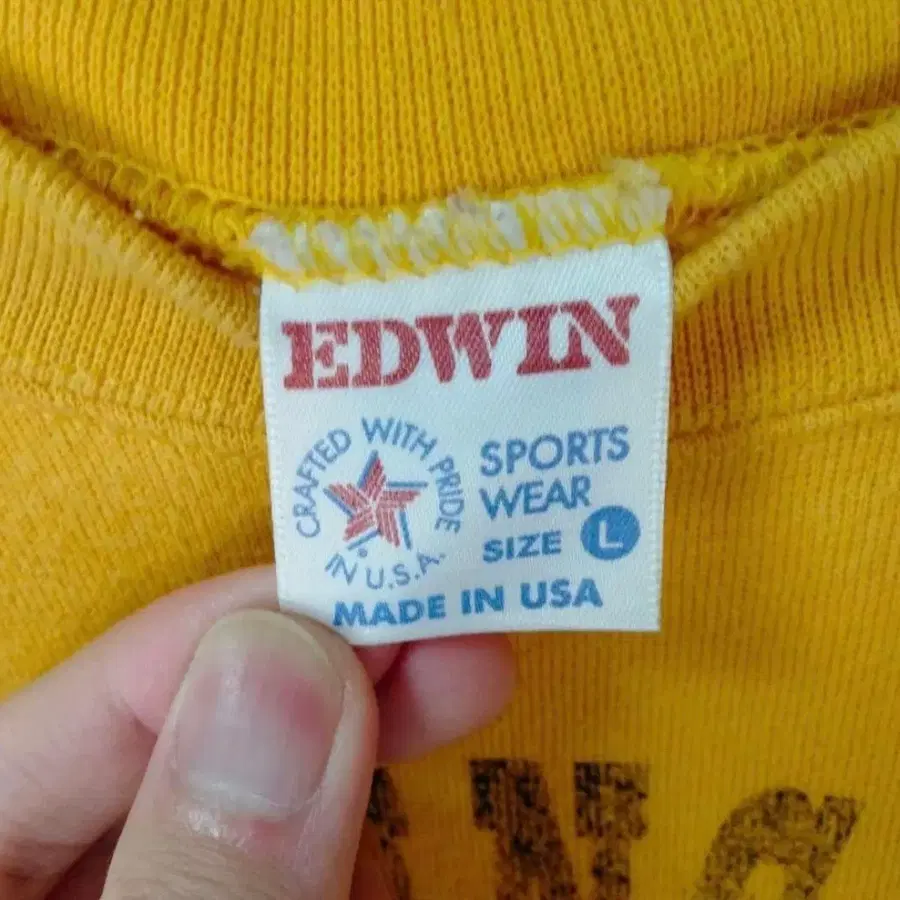 EDWIN
CRAFTED WITH PRIDE
IN U.S.A.
SPORTS
WEAR
SIZE L
MADE IN USA